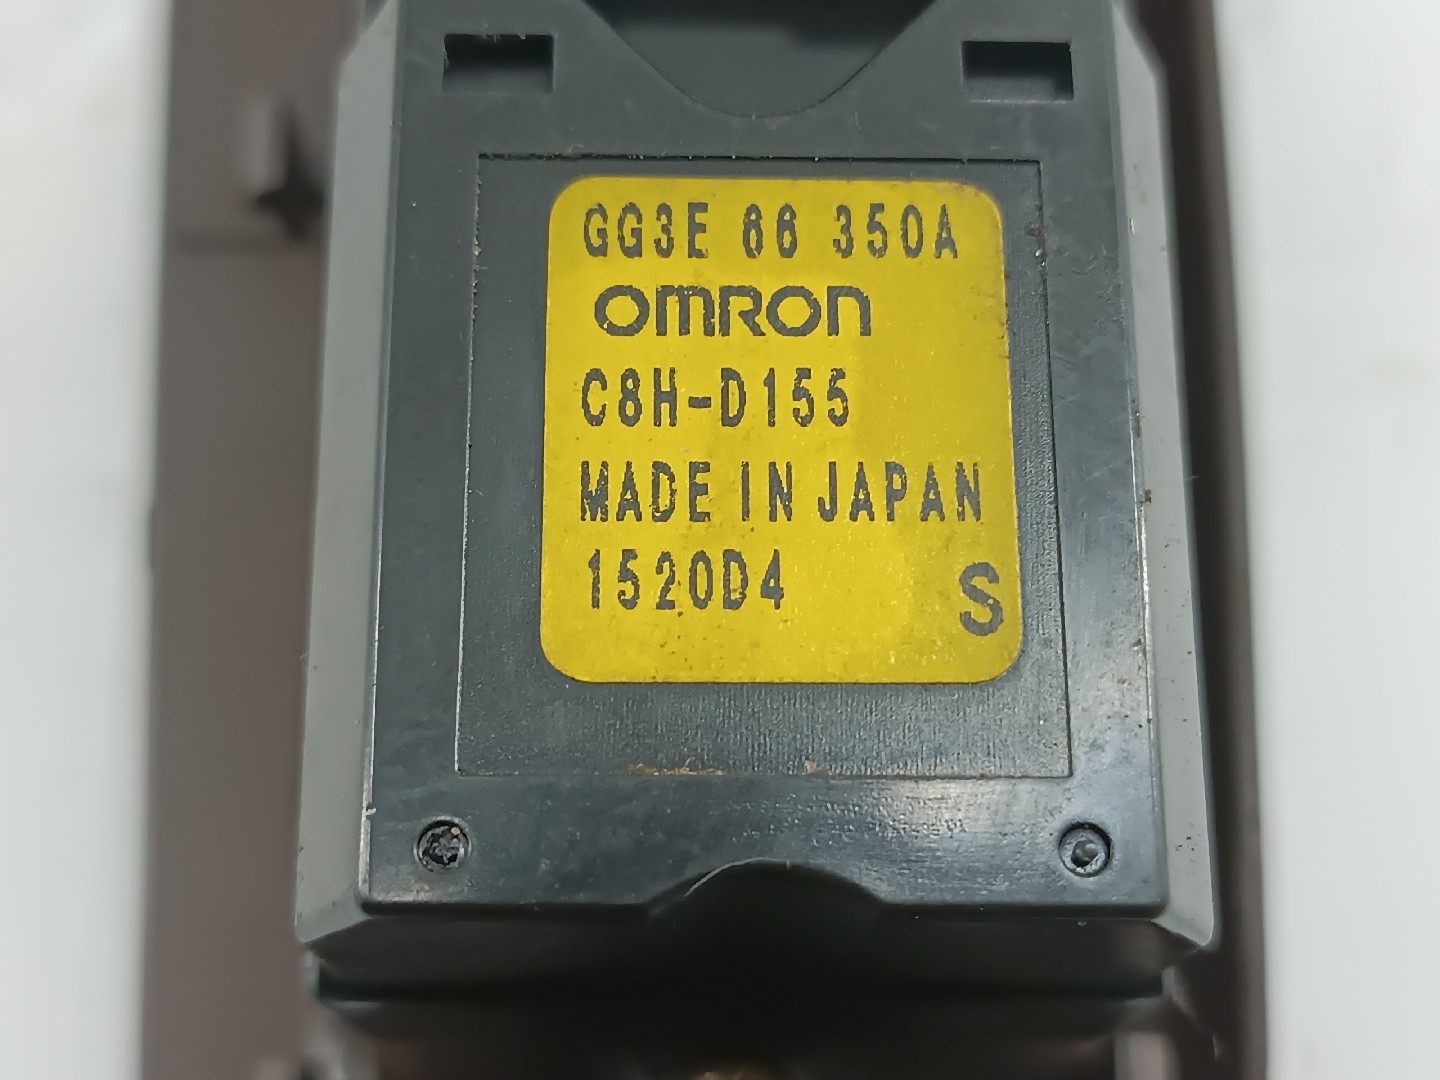 GG3E 66 350A
OMRON
C8H-D155
MADE IN JAPAN
1520D4
S